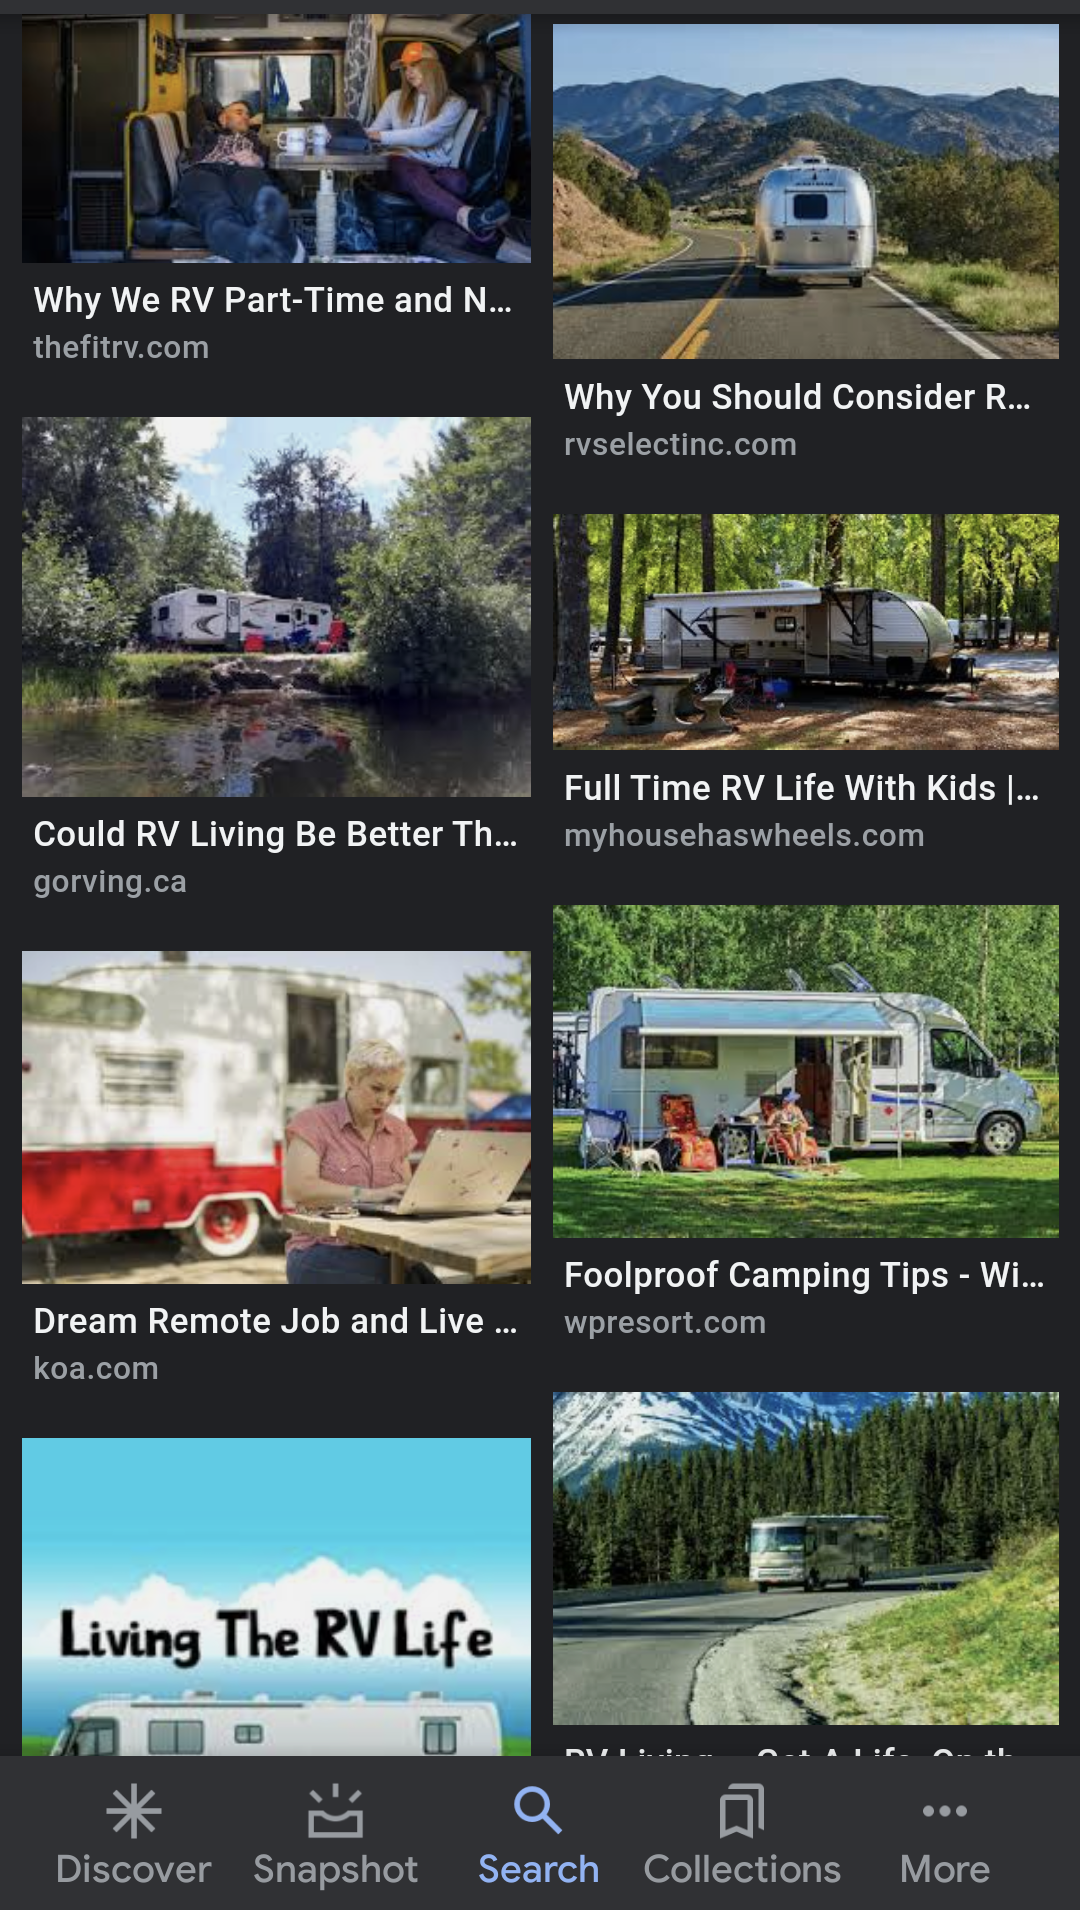 Why We RV Part-Time and N...
thefitrv.com
Why You Should Consider R...
rvselectinc.com
Could RV Living Be Better Th...
gorving.ca
Full Time RV Life With Kids |...
myhousehaswheels.com
Dream Remote Job and Live ...
koa.com
Foolproof Camping Tips - Wi...
wpresort.com
Living The RV Life
Discover
Snapshot
Search
Collections
More